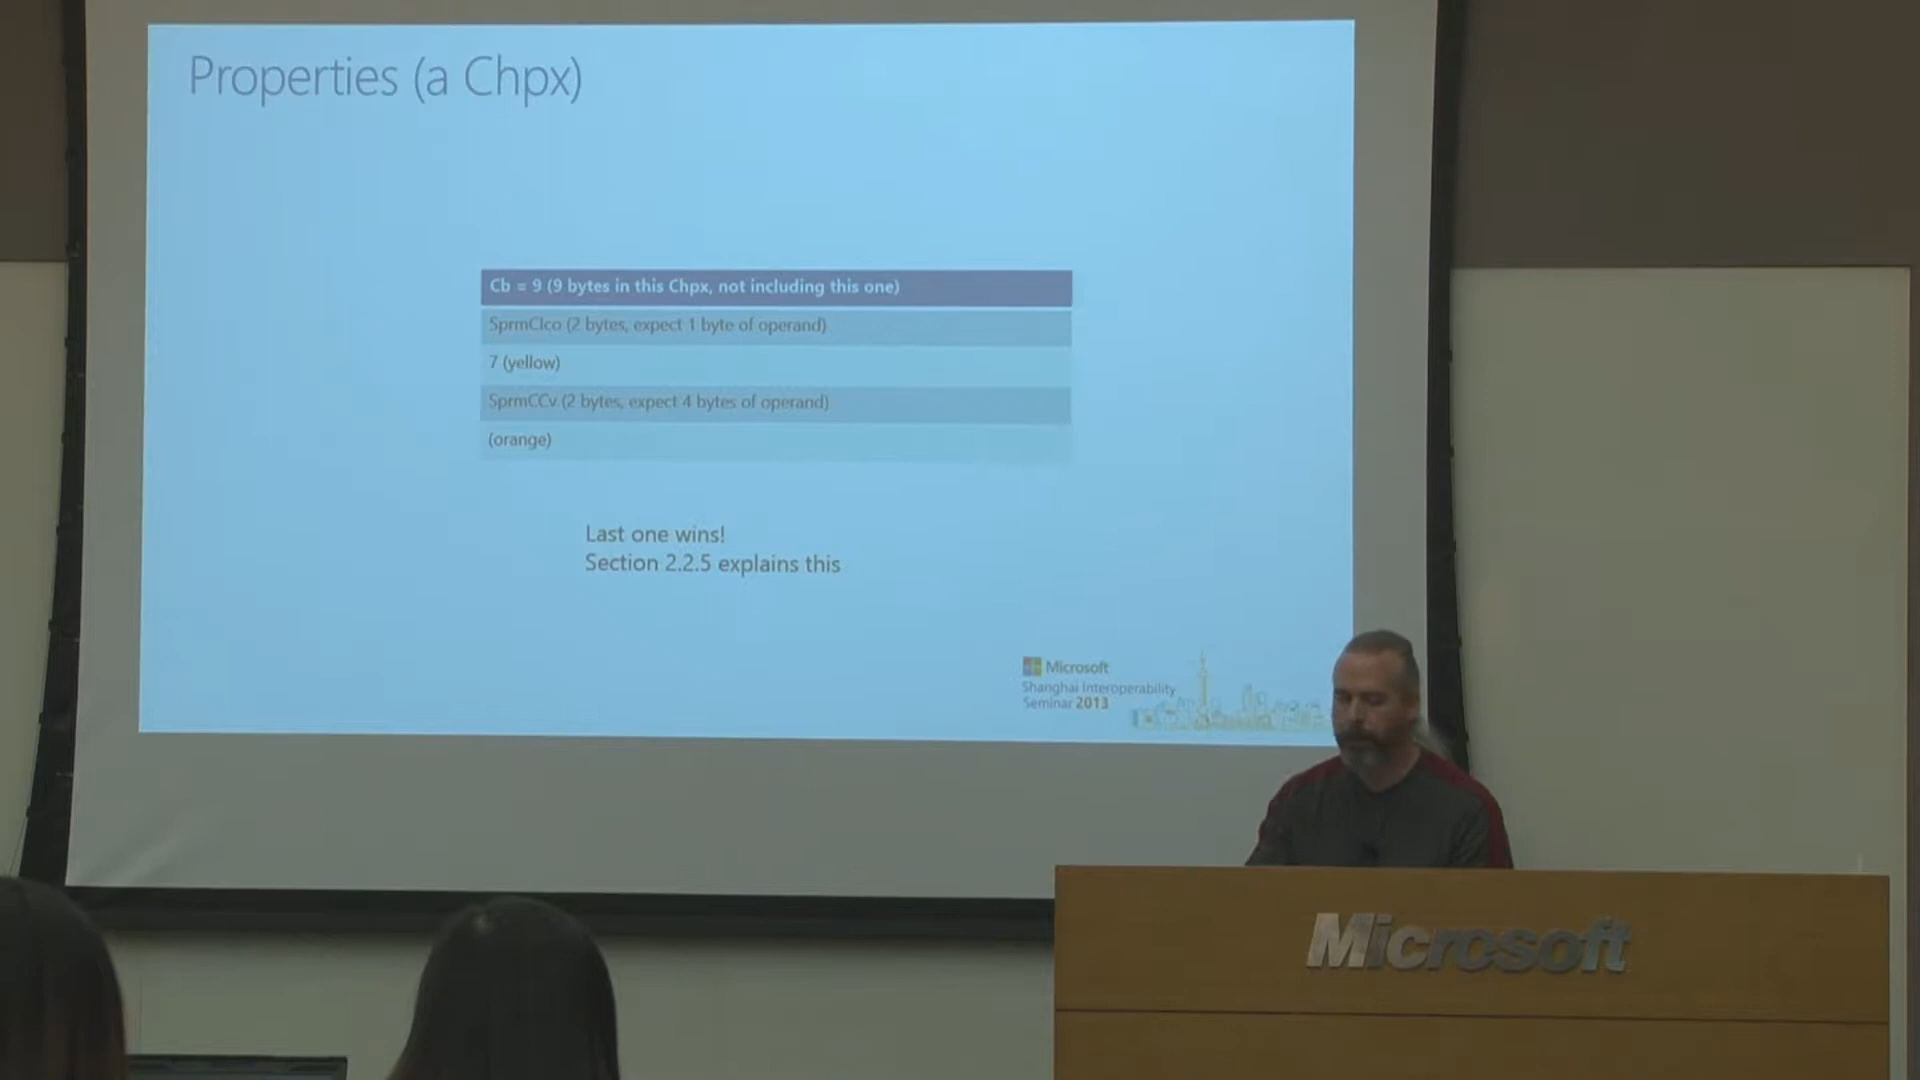 Properties (a Chpx)
Cb = 9 (9 bytes in this Chpx, not including this one)
SprmCIco (2 bytes, expect 1 byte of operand)
7 (yellow)
SprmCCv (2 bytes, expect 4 bytes of operand)
(orange)
Last one wins!
Section 2.2.5 explains this
Microsoft
Shanghai Interoperability
Seminar 2013
Microsoft